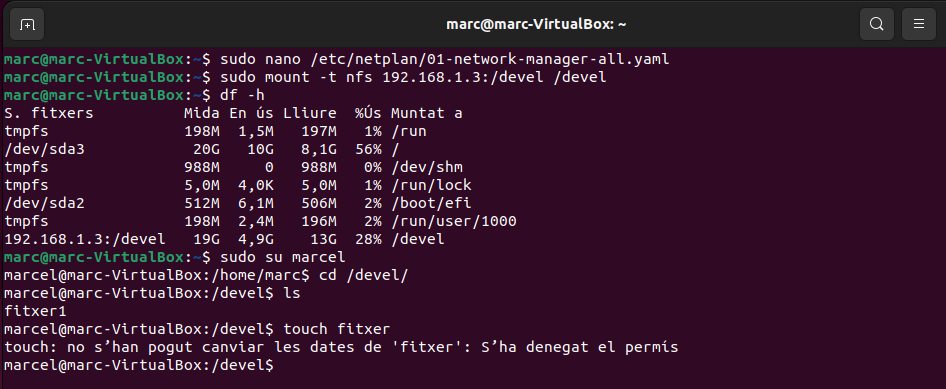 marc@marc-VirtualBox: ~
marc@marc-VirtualBox:~$ sudo nano /etc/netplan/01-network-manager-all.yaml
marc@marc-VirtualBox:~$ sudo mount -t nfs 192.168.1.3:/devel /devel
marc@marc-VirtualBox:~$ df -h
S. fitxers         Mida En ús Lliure  %Ús Muntat a
tmpfs              198M  1,5M   197M   1% /run
/dev/sda3           20G   10G   8,1G  56% /
tmpfs              988M     0   988M   0% /dev/shm
tmpfs              5,0M  4,0K   5,0M   1% /run/lock
/dev/sda2          512M  6,1M   506M   2% /boot/efi
tmpfs              198M  2,4M   196M   2% /run/user/1000
192.168.1.3:/devel  19G  4,9G    13G  28% /devel
marc@marc-VirtualBox:~$ sudo su marcel
marcel@marc-VirtualBox:/home/marc$ cd /devel/
marcel@marc-VirtualBox:/devel$ ls
fitxer1
marcel@marc-VirtualBox:/devel$ touch fitxer
touch: no s’han pogut canviar les dates de 'fitxer': S’ha denegat el permís
marcel@marc-VirtualBox:/devel$